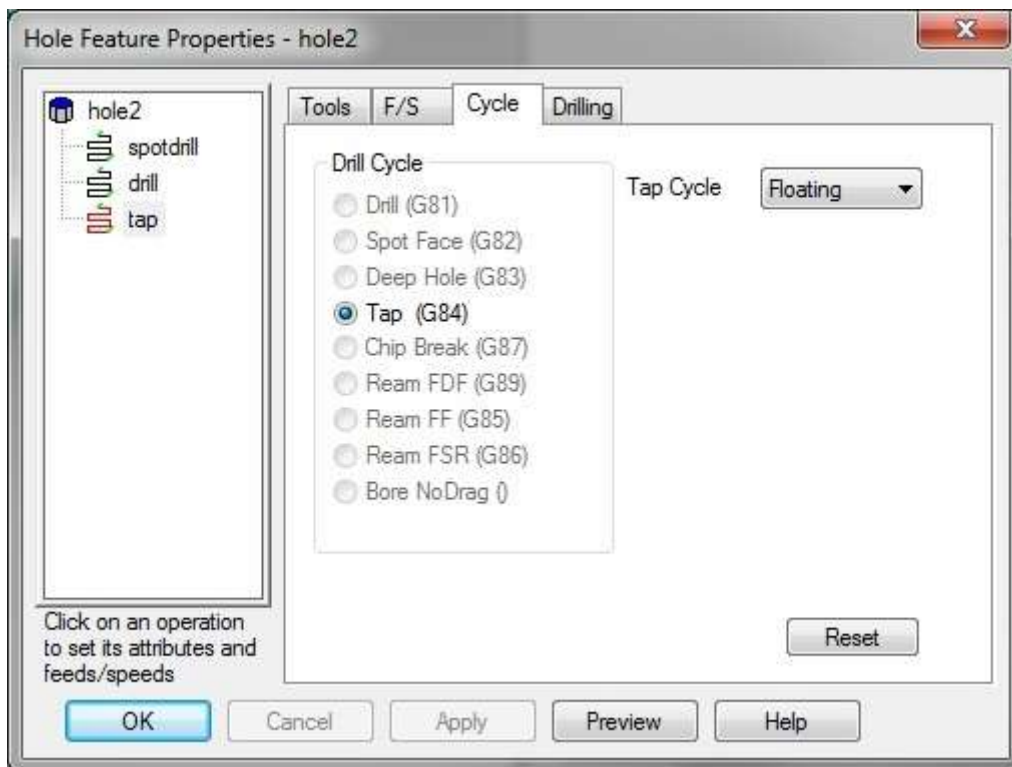 Hole Feature Properties - hole2
hole2
spotdrill
drill
tap
Click on an operation
to set its attributes and
feeds/speeds
Tools F/S Cycle Drilling
Drill Cycle
Drill (G81)
Spot Face (G82)
Deep Hole (G83)
Tap (G84)
Chip Break (G87)
Ream FDF (G89)
Ream FF (G85)
Ream FSR (G86)
Bore NoDrag ()
Tap Cycle Floating
Reset
OK Cancel Apply Preview Help